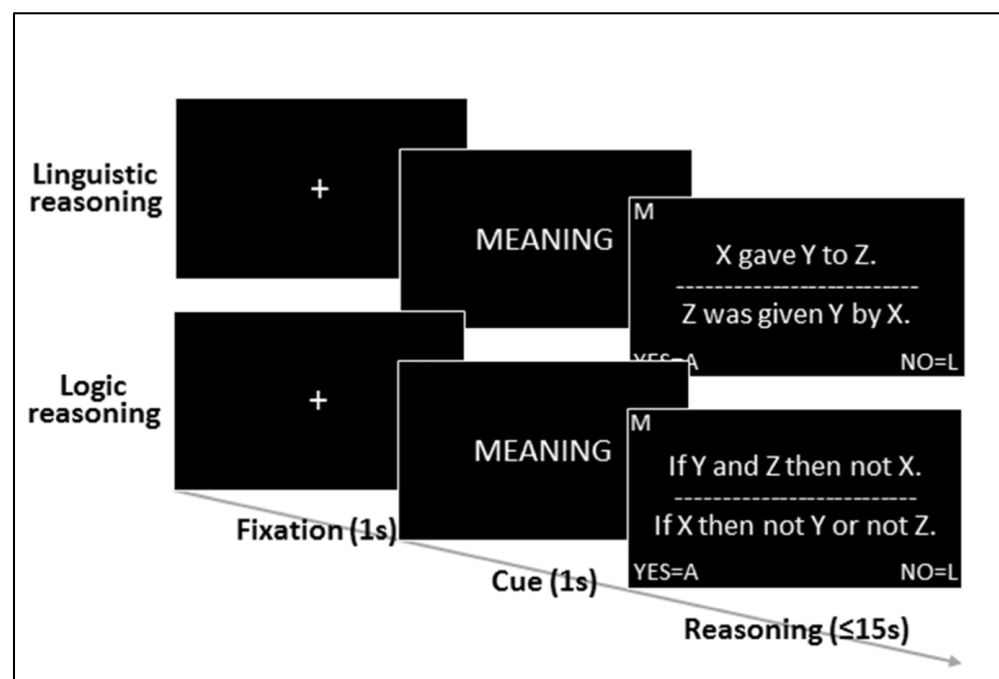 Linguistic
reasoning
+
MEANING
M
X gave Y to Z.
-------------------------
Z was given Y by X.
YES=A NO=L
Logic
reasoning
+
MEANING
M
If Y and Z then not X.
-------------------------
If X then not Y or not Z.
YES=A NO=L
Fixation (1s)
Cue (1s)
Reasoning (≤15s)